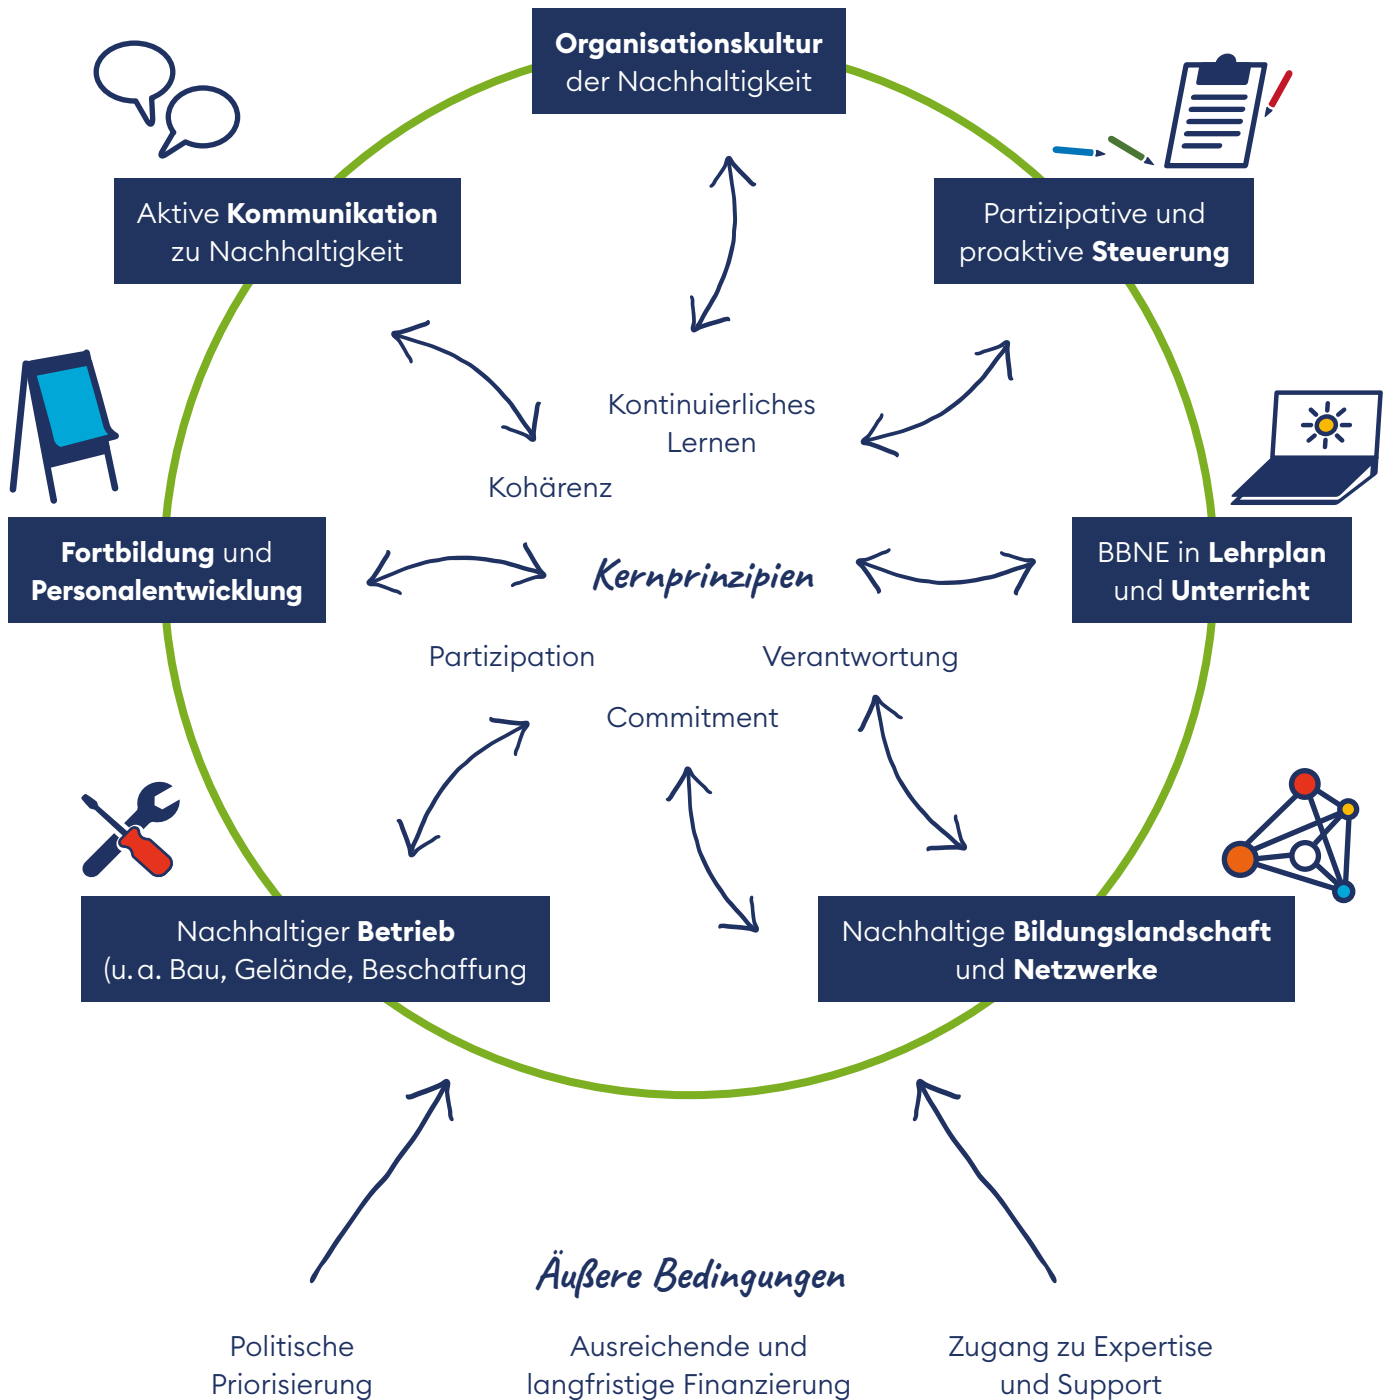 Organisationskultur
der Nachhaltigkeit
Aktive Kommunikation
zu Nachhaltigkeit
Partizipative und
proaktive Steuerung
Kontinuierliches
Lernen
Kohärenz
Fortbildung und
Personalentwicklung
Kernprinzipien
BBNE in Lehrplan
und Unterricht
Partizipation
Verantwortung
Commitment
Nachhaltiger Betrieb
(u. a. Bau, Gelände, Beschaffung
Nachhaltige Bildungslandschaft
und Netzwerke
Äußere Bedingungen
Politische
Priorisierung
Ausreichende und
langfristige Finanzierung
Zugang zu Expertise
und Support